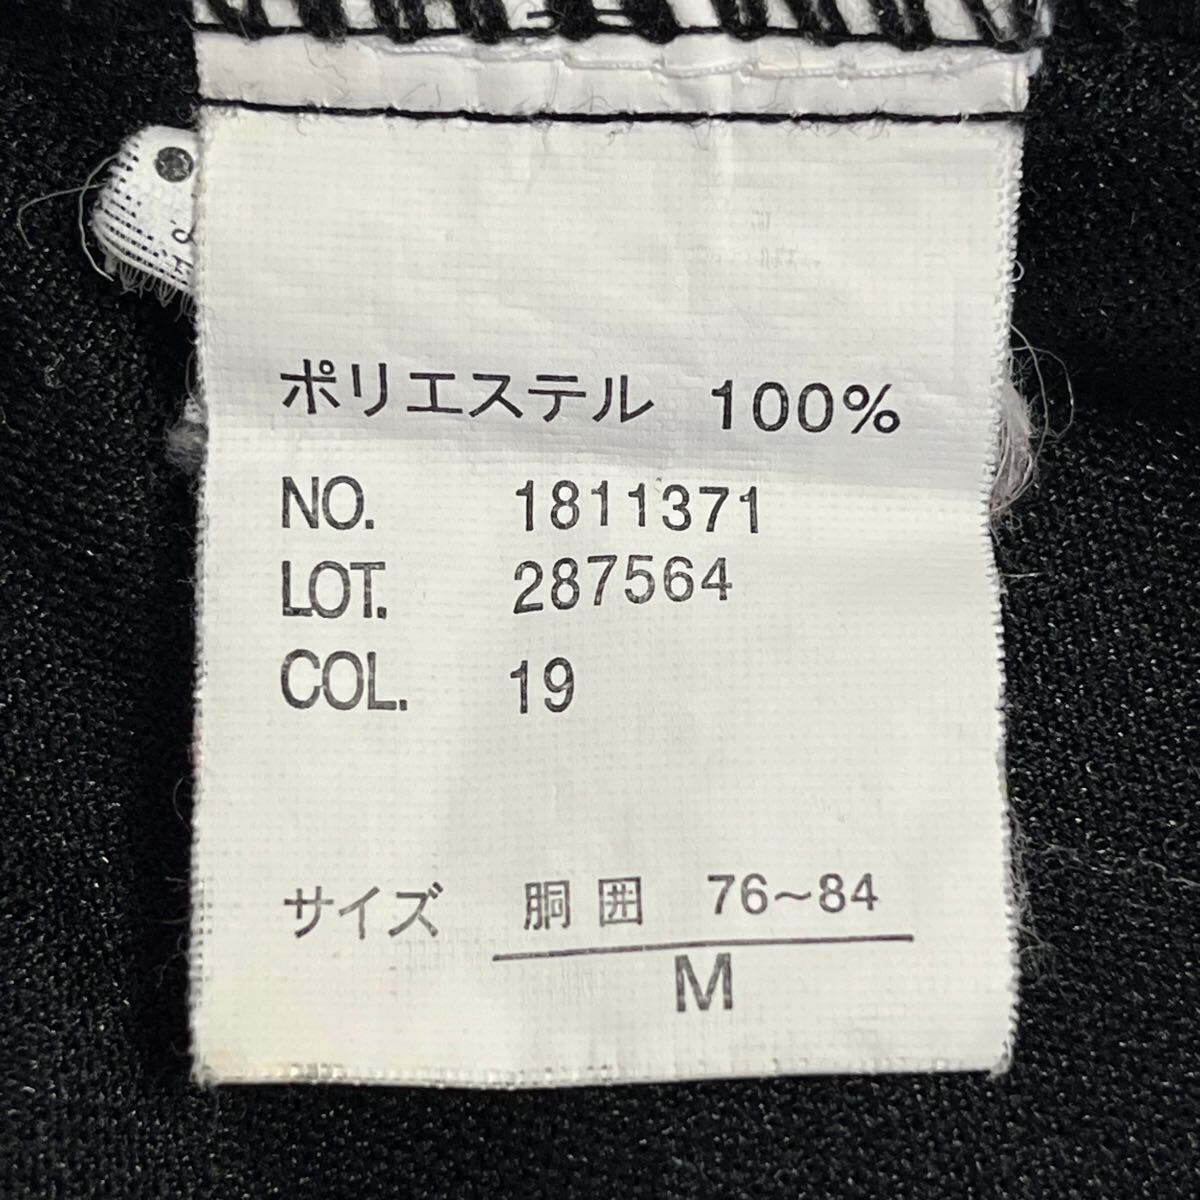 ポリエステル 100%
NO. 1811371
LOT. 287564
COL. 19
サイズ 胴囲 76~84
M